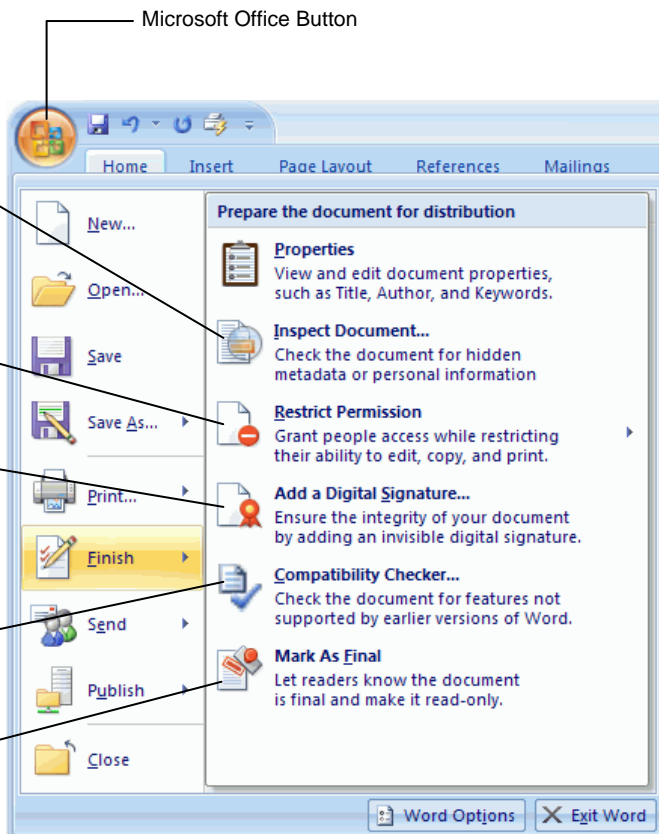 Microsoft Office Button
Home Insert Page Layout References Mailings
New...
Open...
Save
Save As...
Print...
Finish
Send
Publish
Close
Prepare the document for distribution
Properties
View and edit document properties,
such as Title, Author, and Keywords.
Inspect Document...
Check the document for hidden
metadata or personal information
Restrict Permission
Grant people access while restricting
their ability to edit, copy, and print.
Add a Digital Signature...
Ensure the integrity of your document
by adding an invisible digital signature.
Compatibility Checker...
Check the document for features not
supported by earlier versions of Word.
Mark As Final
Let readers know the document
is final and make it read-only.
Word Options Exit Word